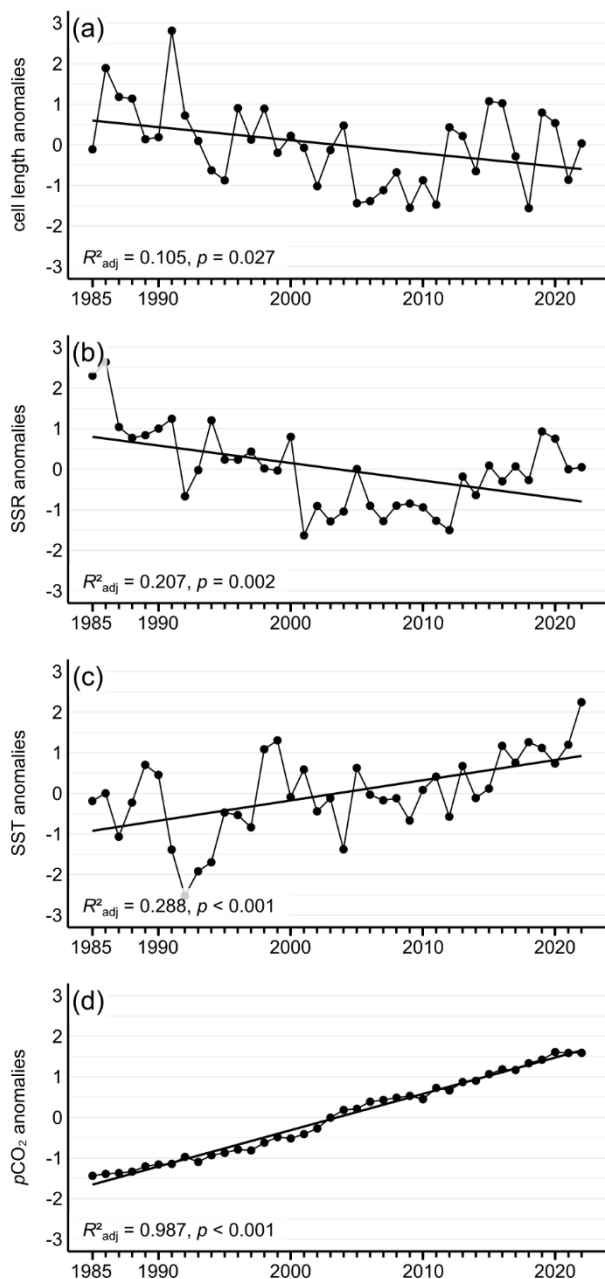 (a)
cell length anomalies
3
2
1
0
-1
-2
-3
R²adj = 0.105, p = 0.027
1985 1990 2000 2010 2020
(b)
SSR anomalies
3
2
1
0
-1
-2
-3
R²adj = 0.207, p = 0.002
1985 1990 2000 2010 2020
(c)
SST anomalies
3
2
1
0
-1
-2
-3
R²adj = 0.288, p < 0.001
1985 1990 2000 2010 2020
(d)
pCO₂ anomalies
3
2
1
0
-1
-2
-3
R²adj = 0.987, p < 0.001
1985 1990 2000 2010 2020